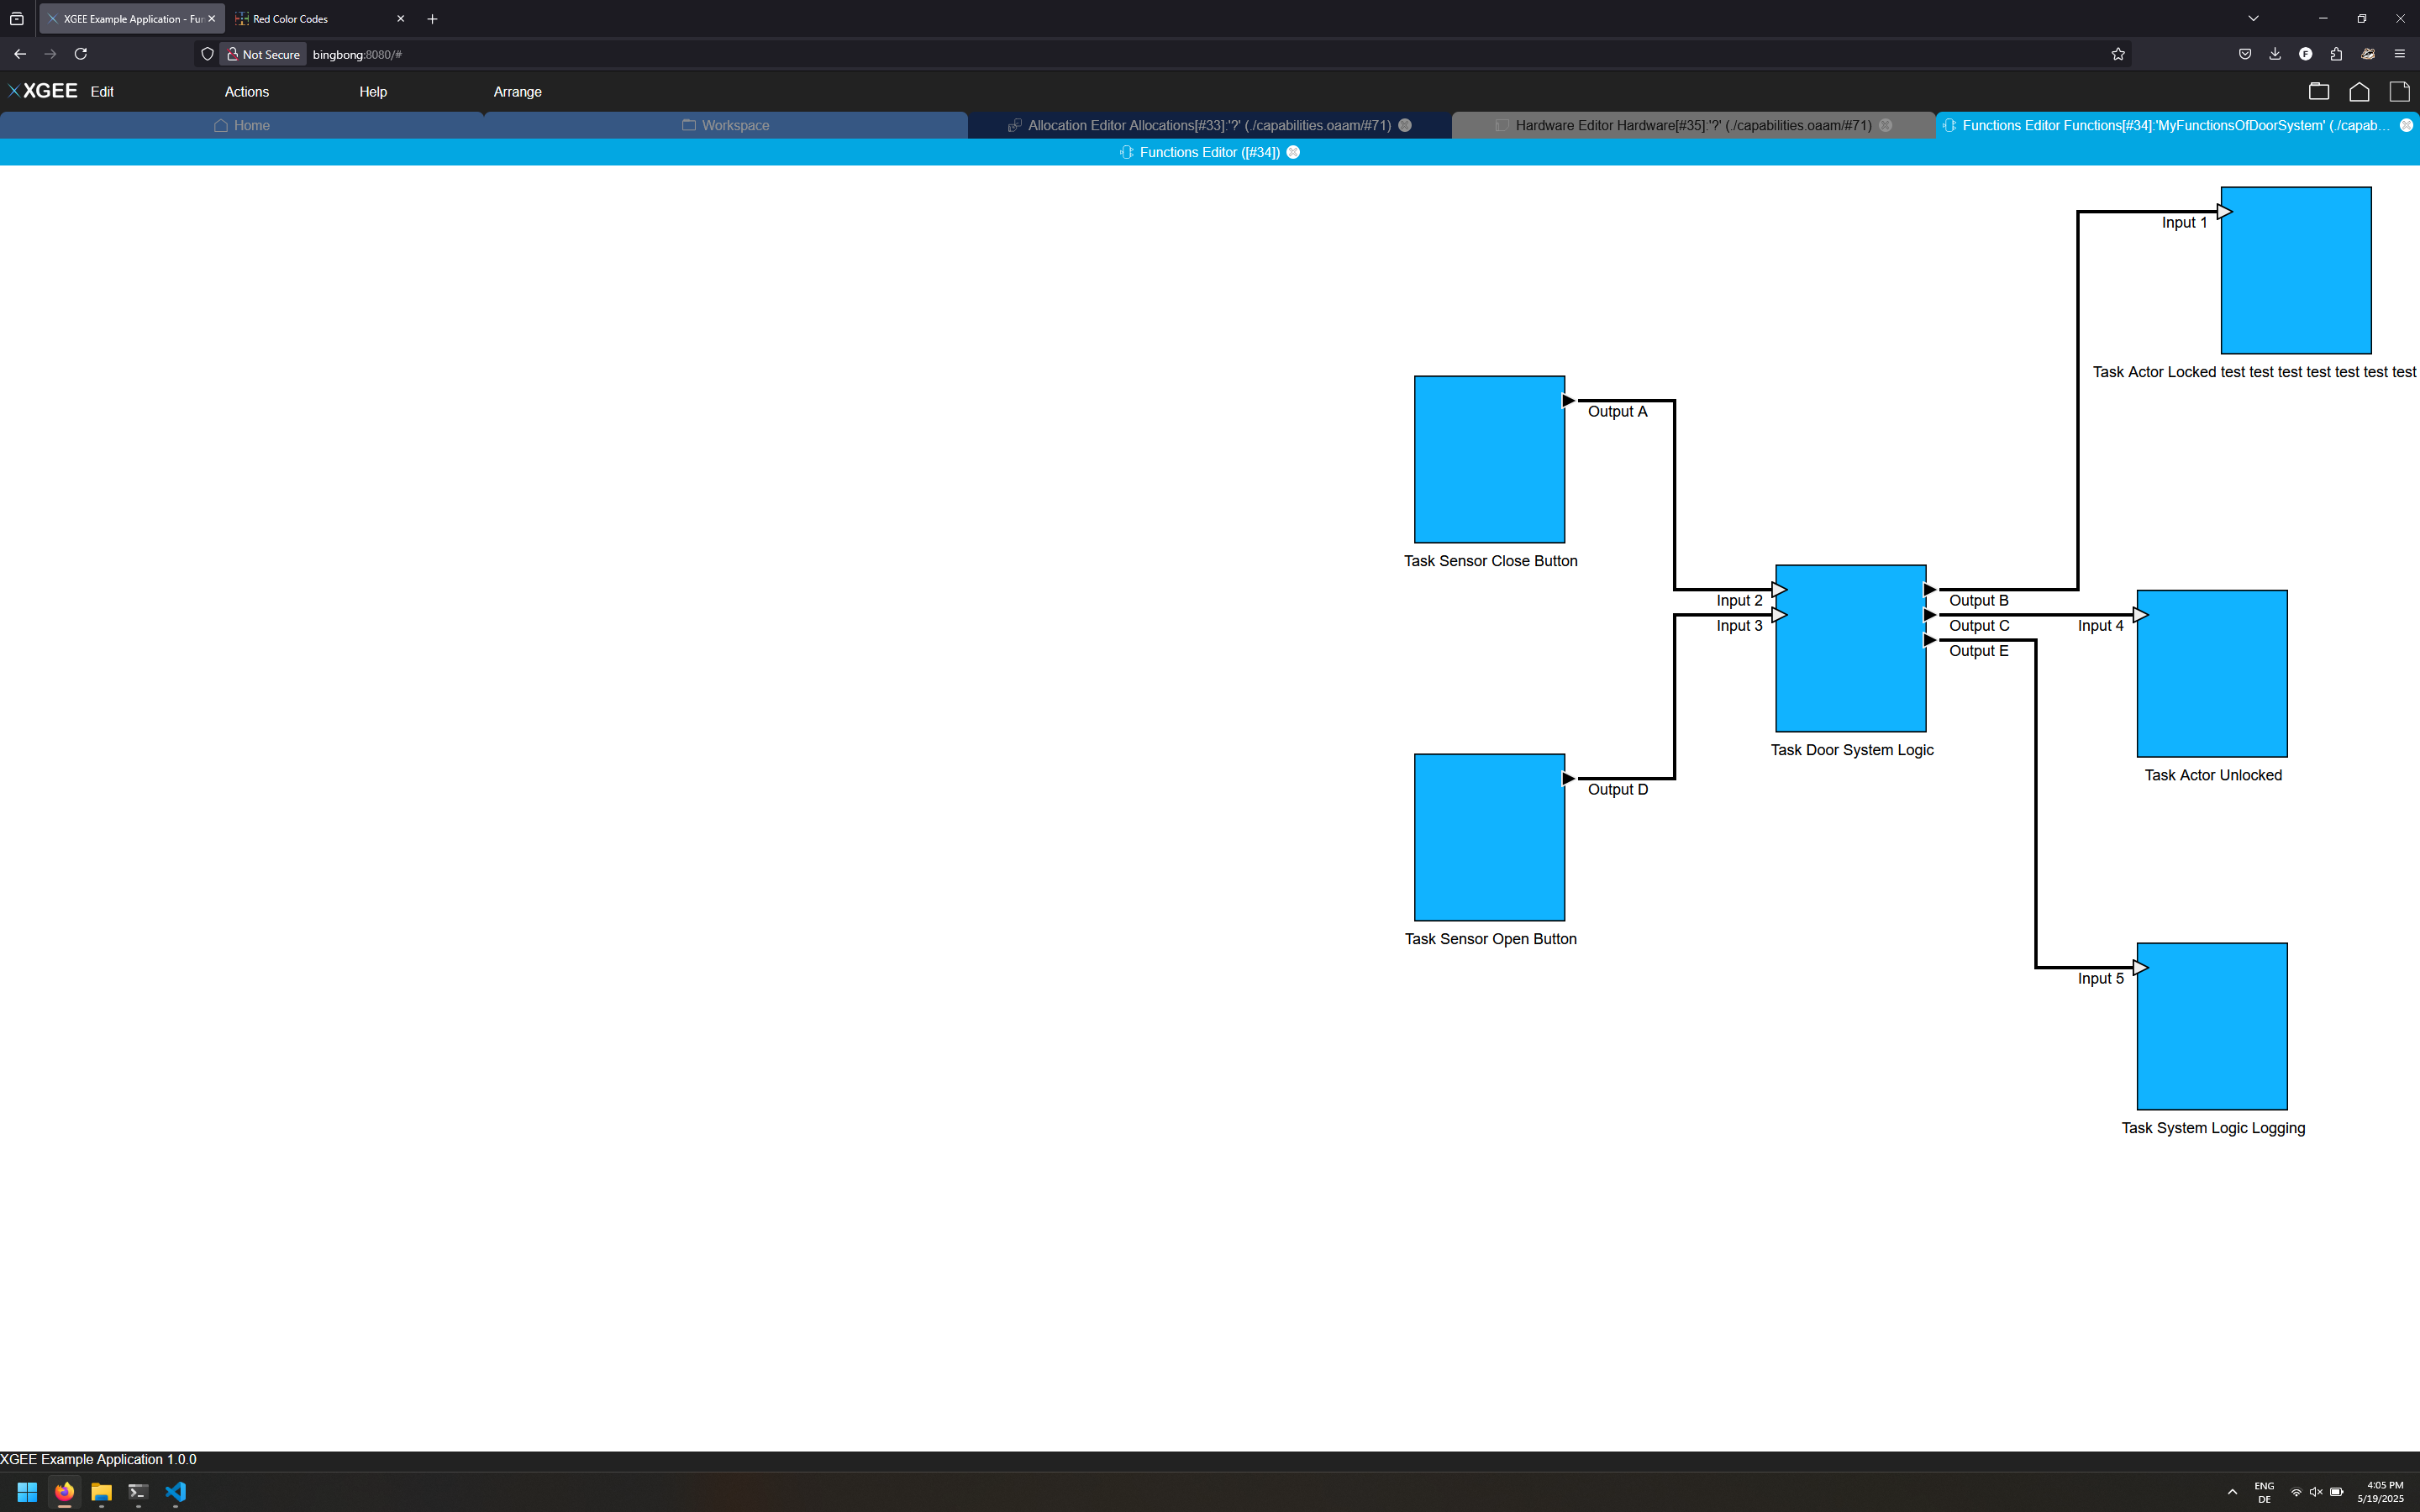 XGEE Example Application - Fun
Red Color Codes
Not Secure
bingbong:8080/#
XGEE
Edit
Actions
Help
Arrange
Home
Workspace
Allocation Editor Allocations[#33]:'?' (./capabilities.oaam/#71)
Hardware Editor Hardware[#35]:'?' (./capabilities.oaam/#71)
Functions Editor Functions[#34]:'MyFunctionsOfDoorSystem' (./capab...
Functions Editor ([#34])
Input 1
Task Actor Locked test test test test test test test
Output A
Task Sensor Close Button
Input 2
Output B
Input 3
Output C
Input 4
Output E
Task Door System Logic
Task Actor Unlocked
Output D
Task Sensor Open Button
Input 5
Task System Logic Logging
XGEE Example Application 1.0.0
ENG
DE
4:05 PM
5/19/2025